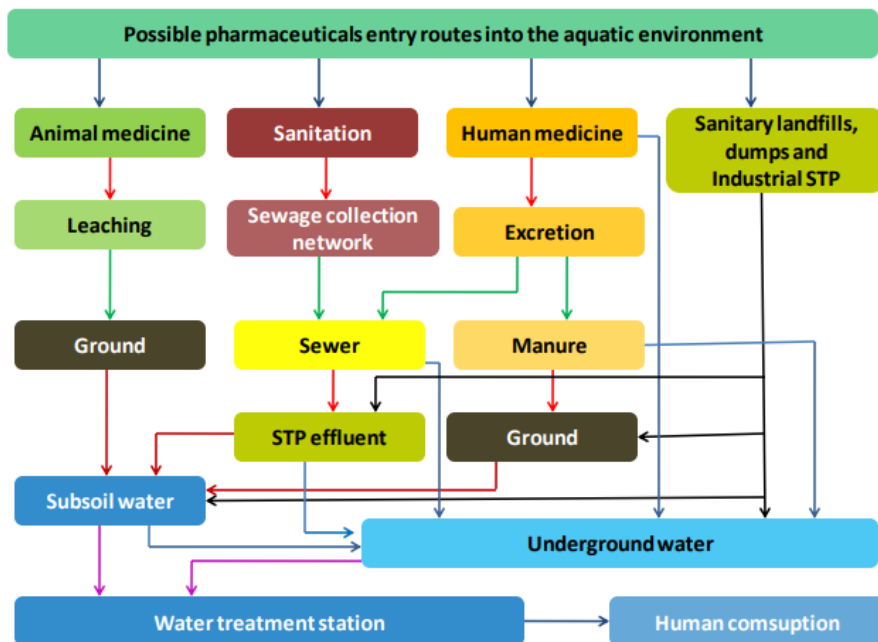 Possible pharmaceuticals entry routes into the aquatic environment
Animal medicine
Sanitation
Human medicine
Sanitary landfills,
dumps and
Industrial STP
Leaching
Sewage collection
network
Excretion
Ground
Sewer
Manure
STP effluent
Ground
Subsoil water
Underground water
Water treatment station
Human comsuption